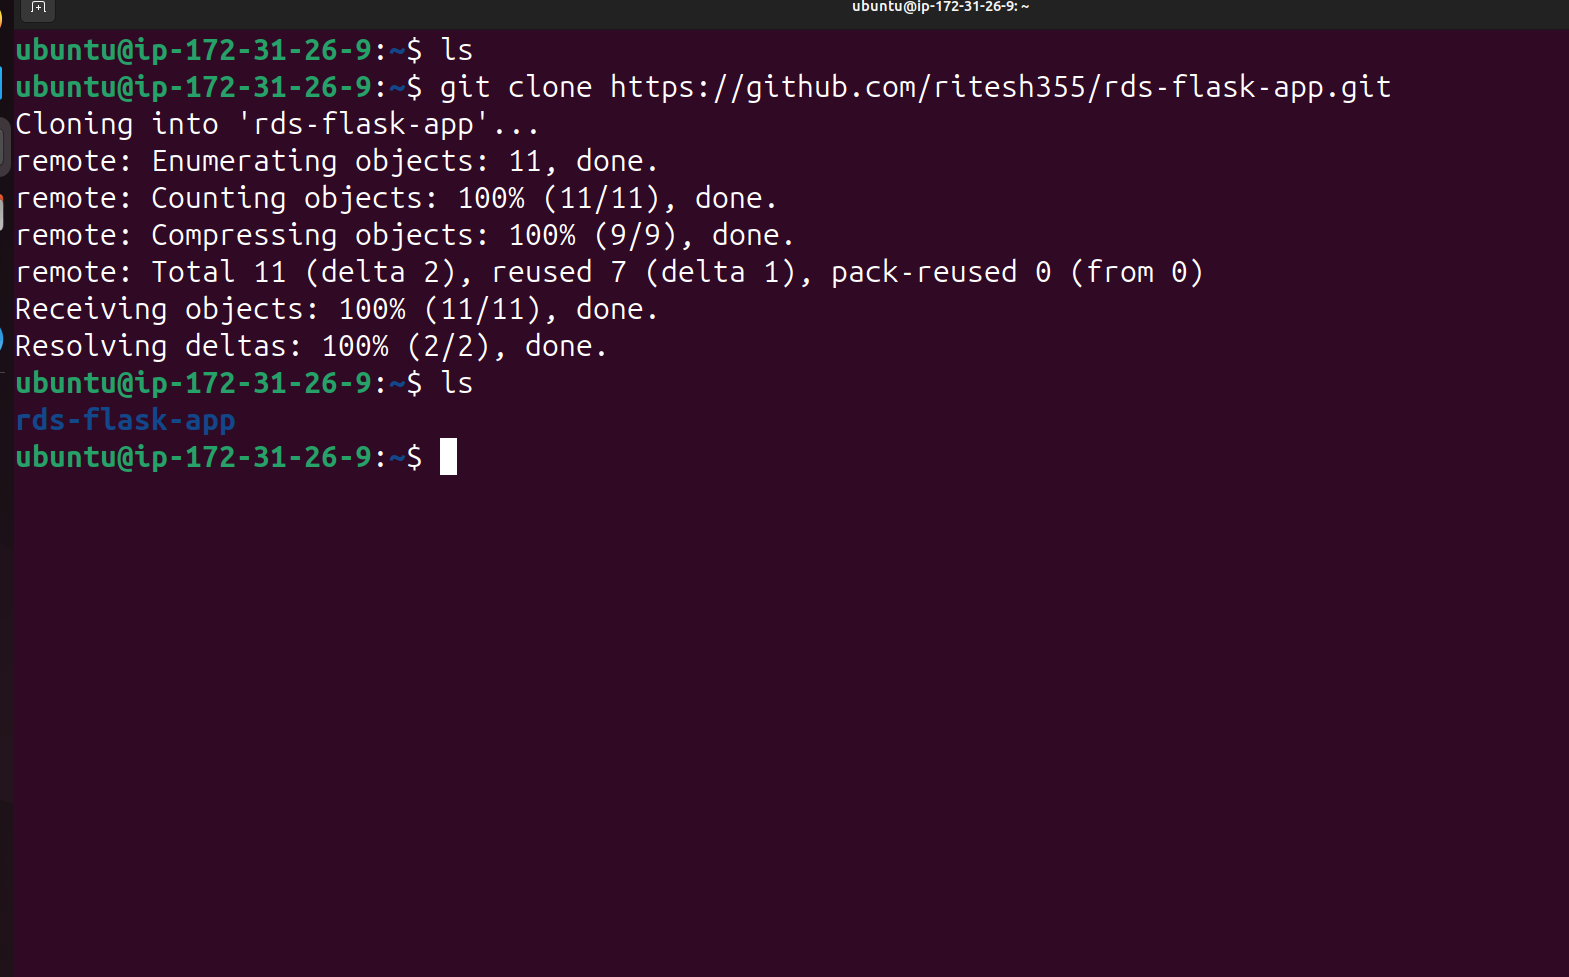 ubuntu@ip-172-31-26-9: ~
ubuntu@ip-172-31-26-9:~$ ls
ubuntu@ip-172-31-26-9:~$ git clone https://github.com/ritesh355/rds-flask-app.git
Cloning into 'rds-flask-app'...
remote: Enumerating objects: 11, done.
remote: Counting objects: 100% (11/11), done.
remote: Compressing objects: 100% (9/9), done.
remote: Total 11 (delta 2), reused 7 (delta 1), pack-reused 0 (from 0)
Receiving objects: 100% (11/11), done.
Resolving deltas: 100% (2/2), done.
ubuntu@ip-172-31-26-9:~$ ls
rds-flask-app
ubuntu@ip-172-31-26-9:~$